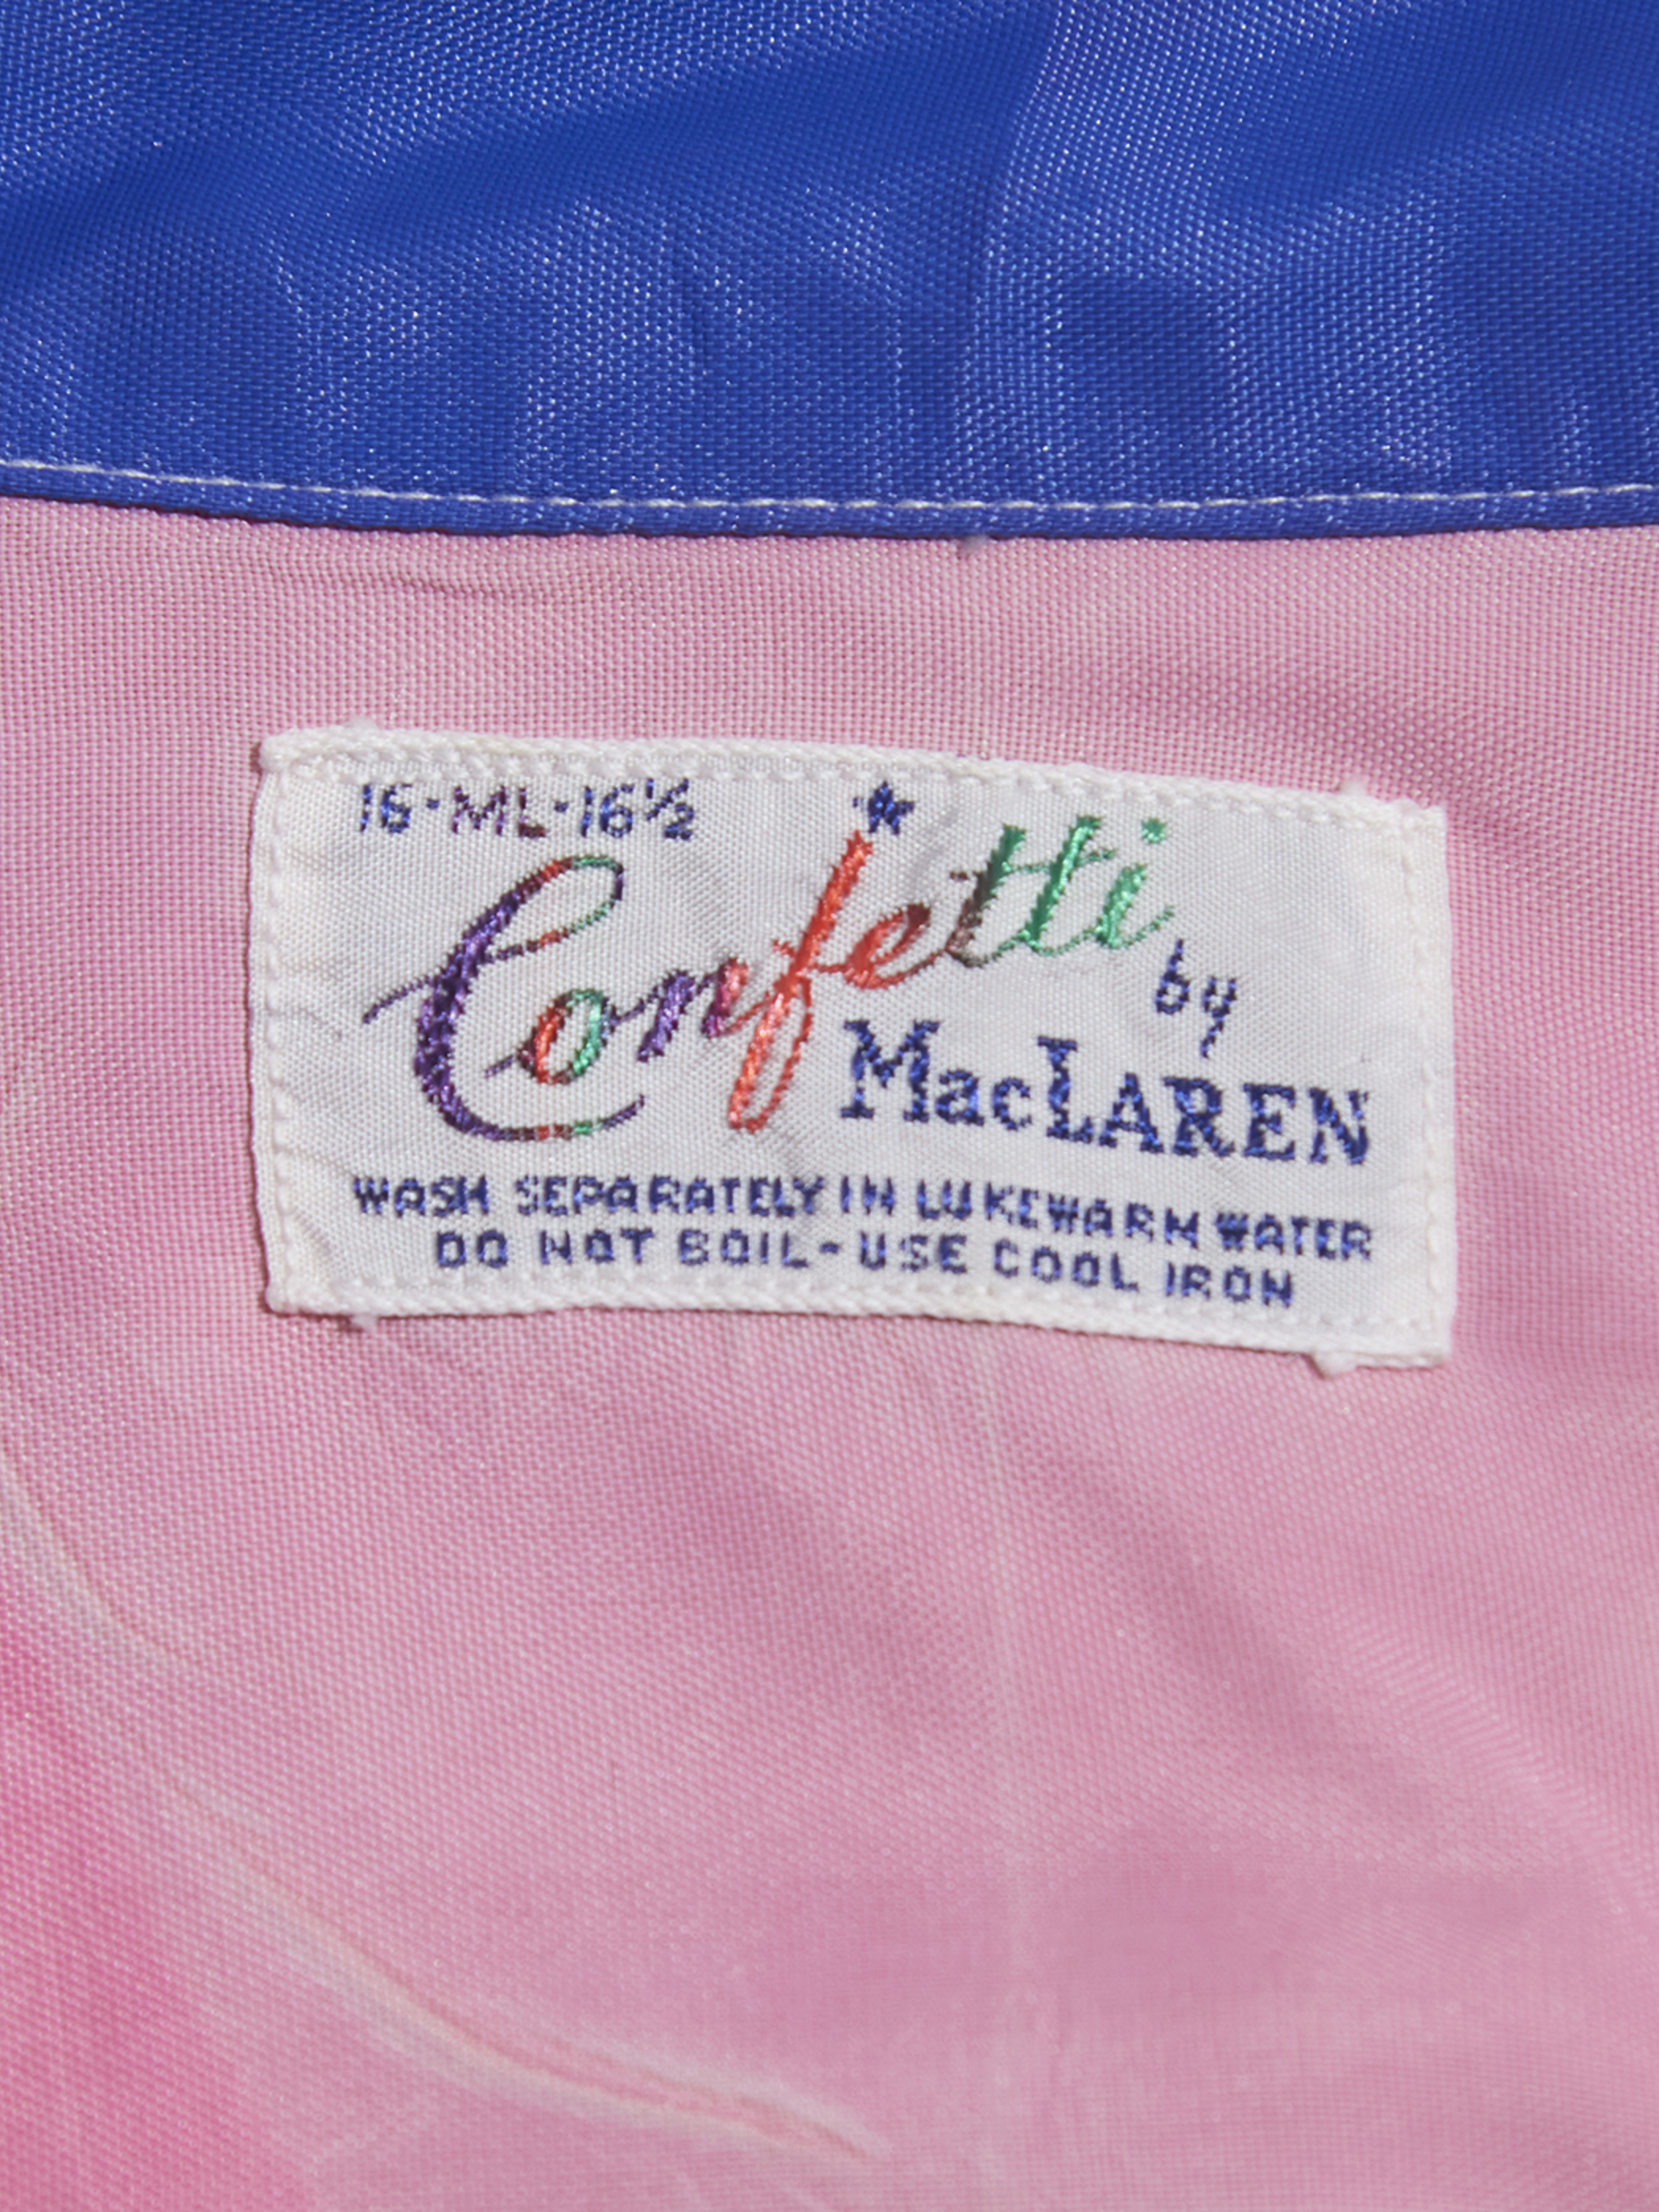 16-ML-16½
Confetti
by
MacLAREN
WASH SEPARATELY IN LUKEWARM WATER
DO NOT BOIL-USE COOL IRON